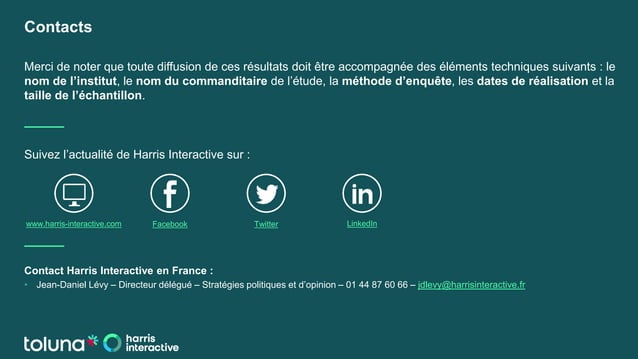 Contacts
Merci de noter que toute diffusion de ces résultats doit être accompagnée des éléments techniques suivants : le
nom de l’institut, le nom du commanditaire de l’étude, la méthode d’enquête, les dates de réalisation et la
taille de l’échantillon.
Suivez l’actualité de Harris Interactive sur :
www.harris-interactive.com Facebook Twitter LinkedIn
Contact Harris Interactive en France :
• Jean-Daniel Lévy – Directeur délégué – Stratégies politiques et d’opinion – 01 44 87 60 66 – jdlevy@harrisinteractive.fr
toluna harris
interactive